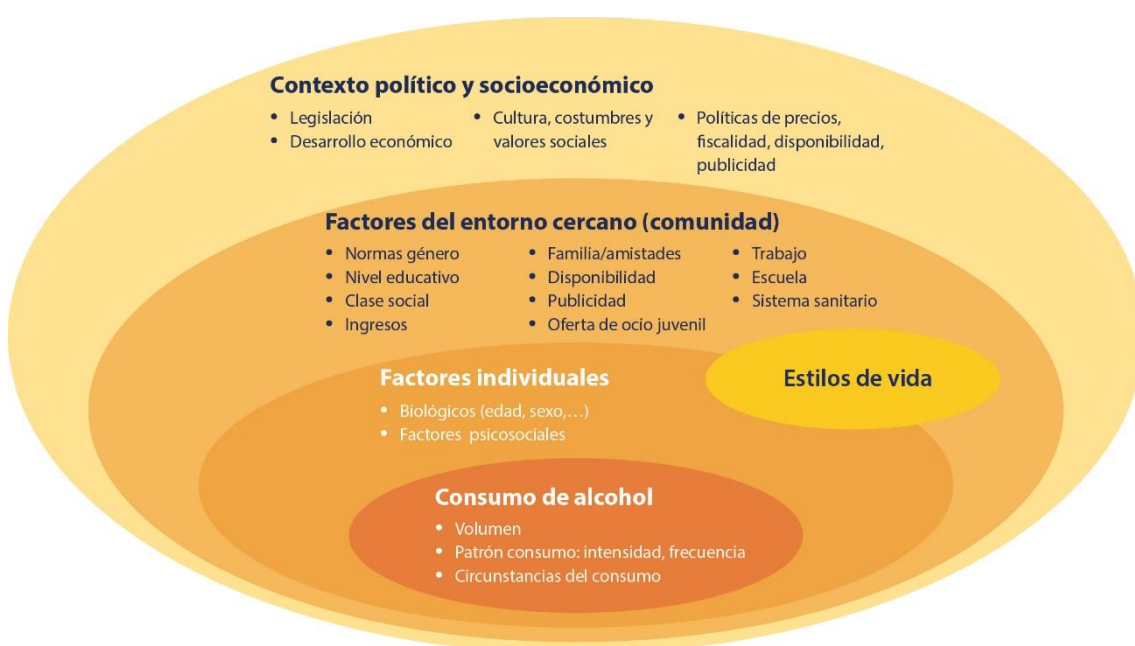 Contexto político y socioeconómico
• Legislación
• Desarrollo económico
• Cultura, costumbres y
valores sociales
• Políticas de precios,
fiscalidad, disponibilidad,
publicidad
Factores del entorno cercano (comunidad)
• Normas género
• Nivel educativo
• Clase social
• Ingresos
• Familia/amistades
• Disponibilidad
• Publicidad
• Oferta de ocio juvenil
• Trabajo
• Escuela
• Sistema sanitario
Estilos de vida
Factores individuales
• Biológicos (edad, sexo,…)
• Factores psicosociales
Consumo de alcohol
• Volumen
• Patrón consumo: intensidad, frecuencia
• Circunstancias del consumo